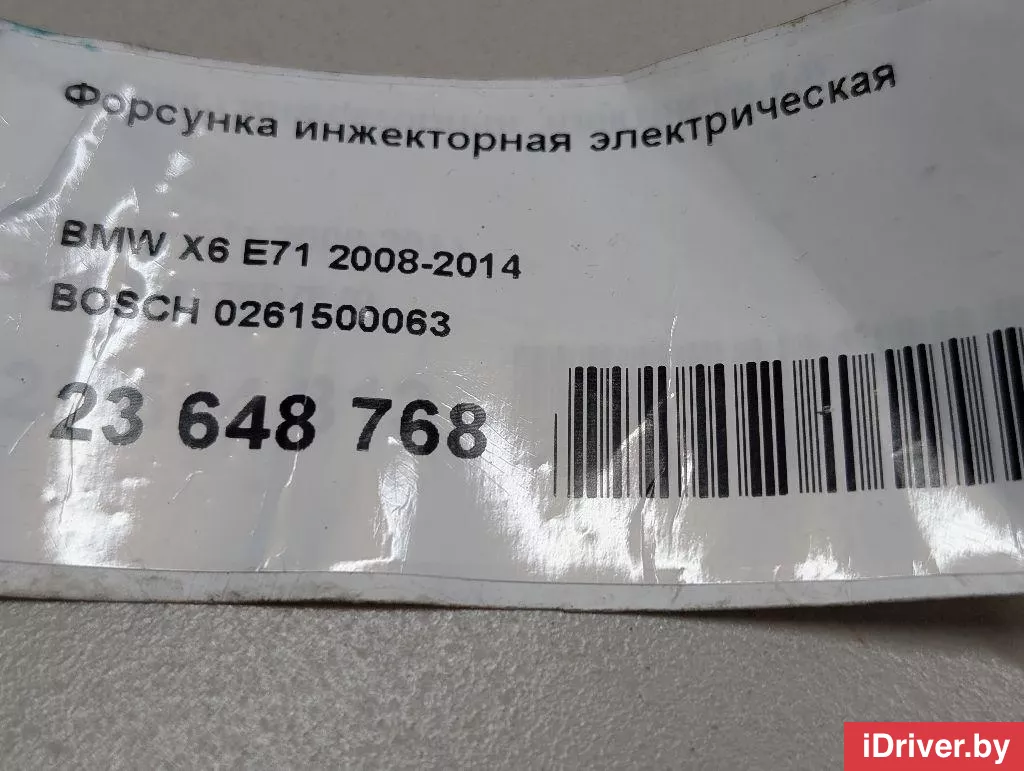 Форсунка инжекторная электрическая
BMW X6 E71 2008-2014
BOSCH 0261500063
23 648 768
iDriver.by